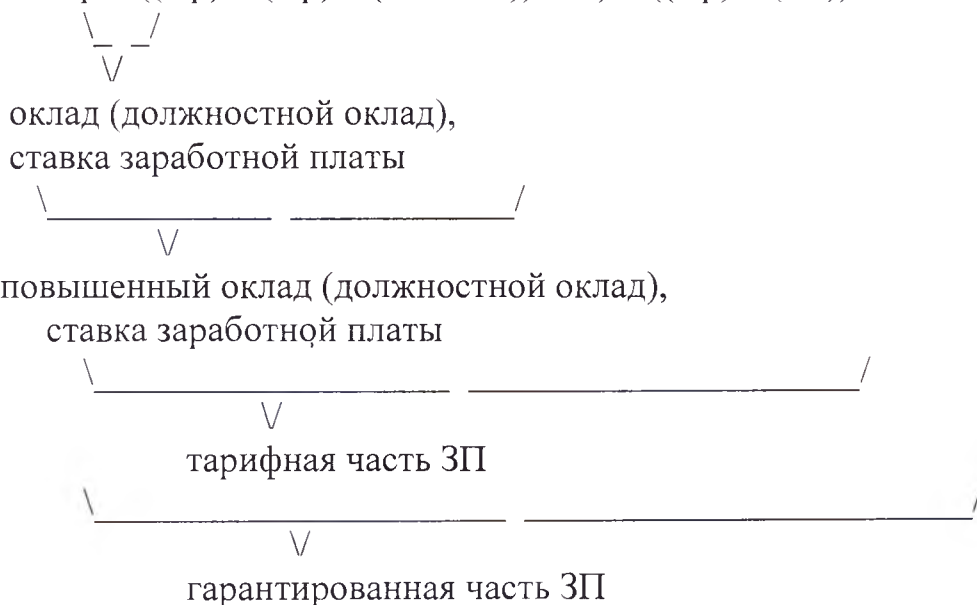 оклад (должностной оклад),
ставка заработной платы
повышенный оклад (должностной оклад),
ставка заработной платы
тарифная часть ЗП
гарантированная часть ЗП